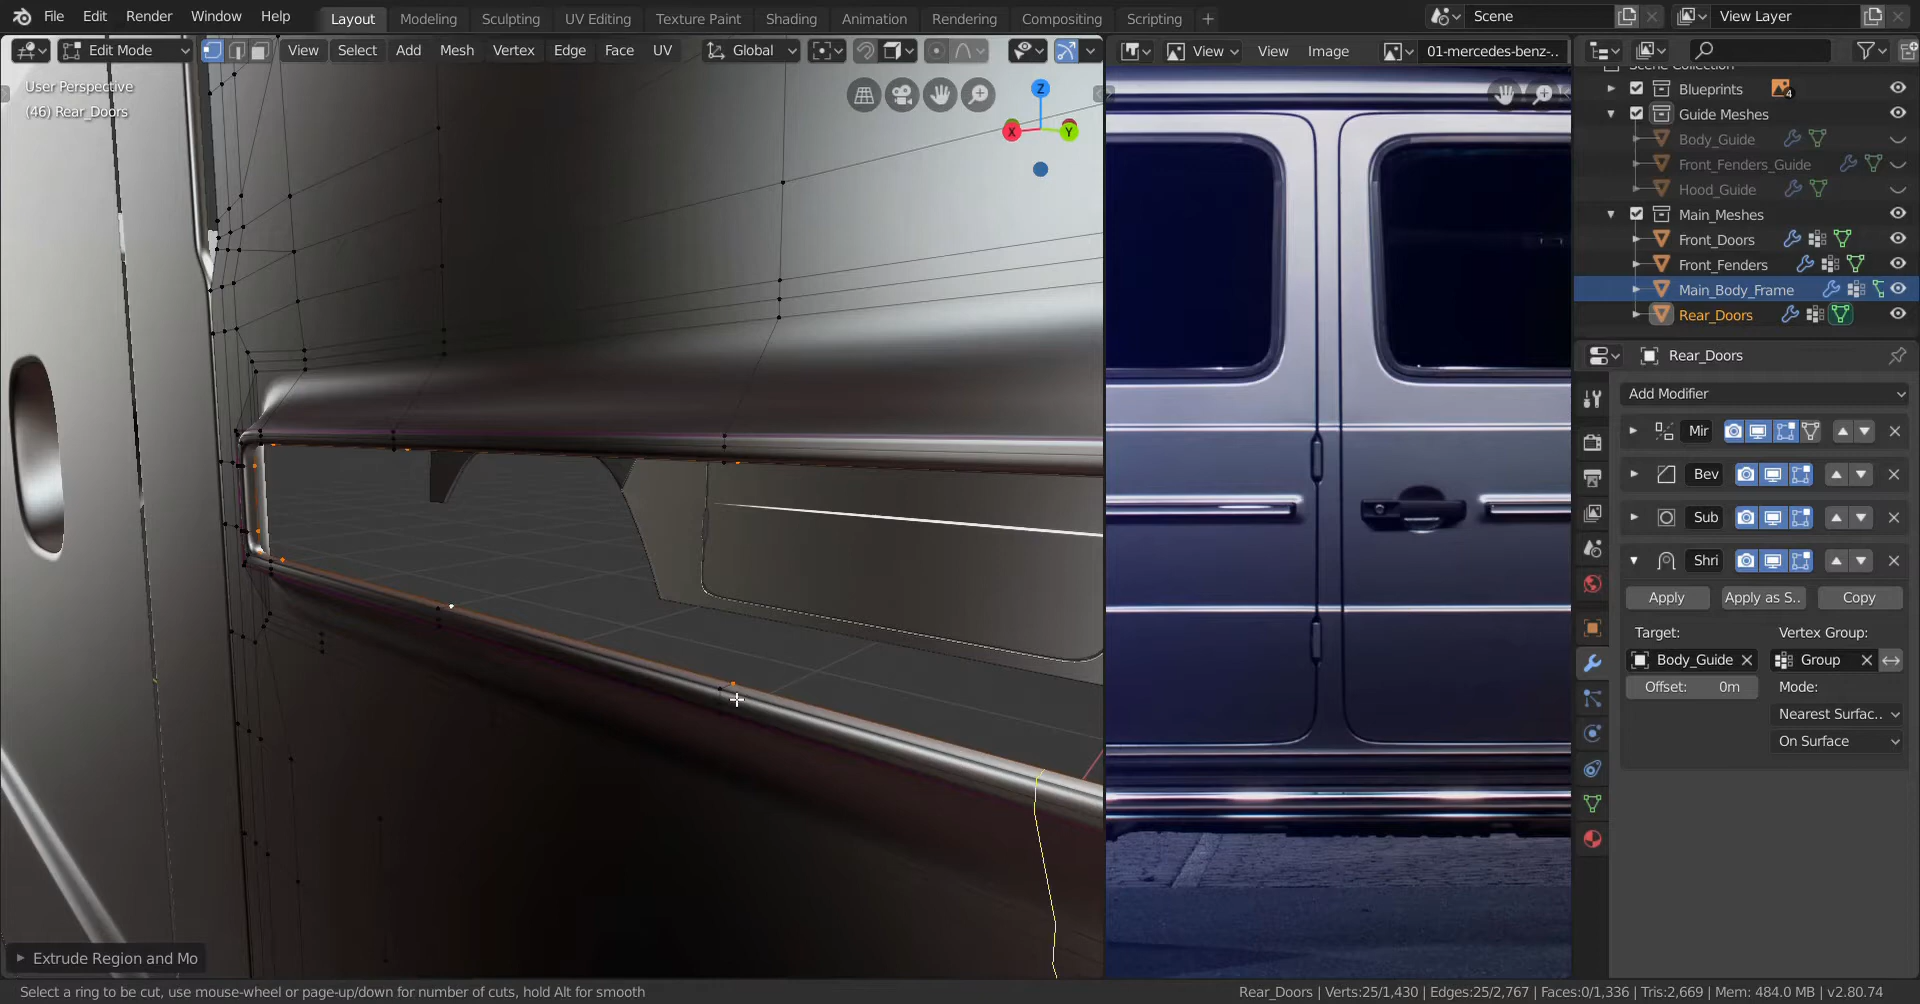 File Edit Render Window Help Layout Modeling Sculpting UV Editing Texture Paint Shading Animation Rendering Compositing Scripting + Scene View Layer
Edit Mode View Select Add Mesh Vertex Edge Face UV Global View View Image 01-mercedes-benz-..
User Perspective
(46) Rear_Doors
Z
X
Y
Scene Collection
Blueprints 4
Guide Meshes
Body_Guide
Front_Fenders_Guide
Hood_Guide
Main_Meshes
Front_Doors
Front_Fenders
Main_Body_Frame
Rear_Doors
Rear_Doors
Add Modifier
Mir
Bev
Sub
Shri
Apply Apply as S.. Copy
Target: Vertex Group:
Body_Guide Group
Offset: 0m Mode:
Nearest Surfac..
On Surface
Extrude Region and Mo
Select a ring to be cut, use mouse-wheel or page-up/down for number of cuts, hold Alt for smooth
Rear_Doors | Verts:25/1,430 | Edges:25/2,767 | Faces:0/1,336 | Tris:2,669 | Mem: 484.0 MB | v2.80.74